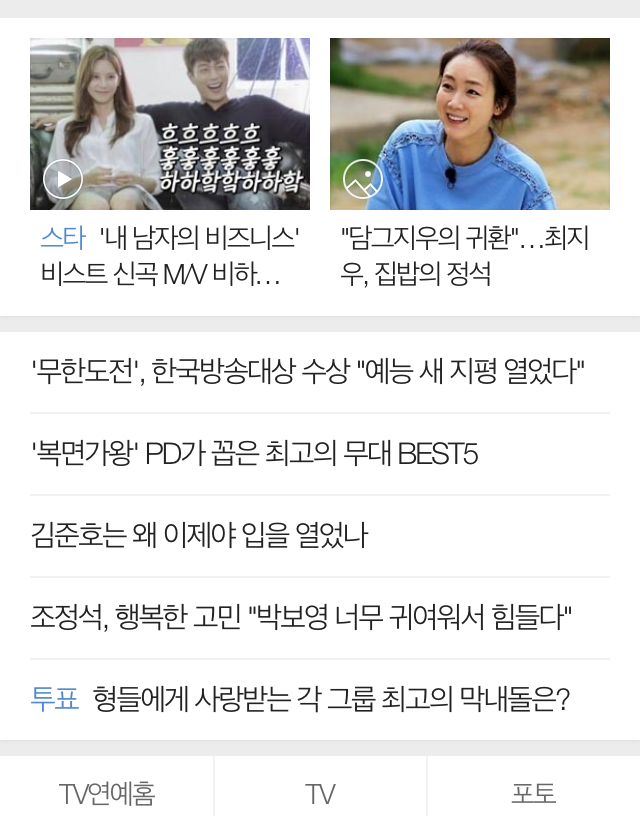 흐흐흐흐흐
홓홓홓홓홓홓
하하핰핰하하핰
스타 '내 남자의 비즈니스'
비스트 신곡 M/V 비하…
"담그지우의 귀환"…최지
우, 집밥의 정석
'무한도전', 한국방송대상 수상 "예능 새 지평 열었다"
'복면가왕' PD가 꼽은 최고의 무대 BEST5
김준호는 왜 이제야 입을 열었나
조정석, 행복한 고민 "박보영 너무 귀여워서 힘들다"
투표 형들에게 사랑받는 각 그룹 최고의 막내돌은?
TV연예홈
TV
포토